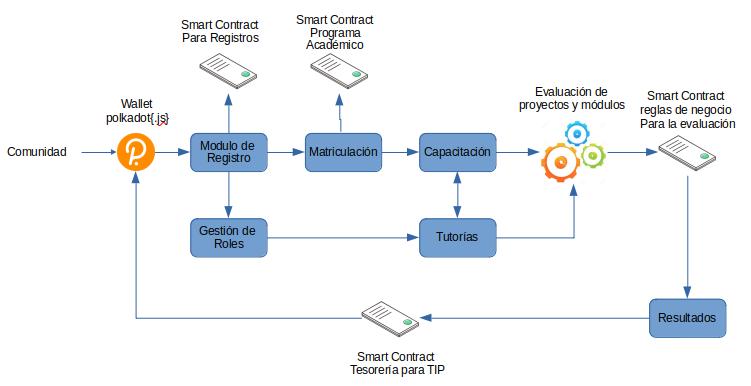 Smart Contract
Para Registros
Smart Contract
Programa
Académico
Wallet
polkadot{.js}
Evaluación de
proyectos y módulos
Smart Contract
reglas de negocio
Para la evaluación
Comunidad
Modulo de
Registro
Matriculación
Capacitación
Gestión de
Roles
Tutorías
Resultados
Smart Contract
Tesorería para TIP